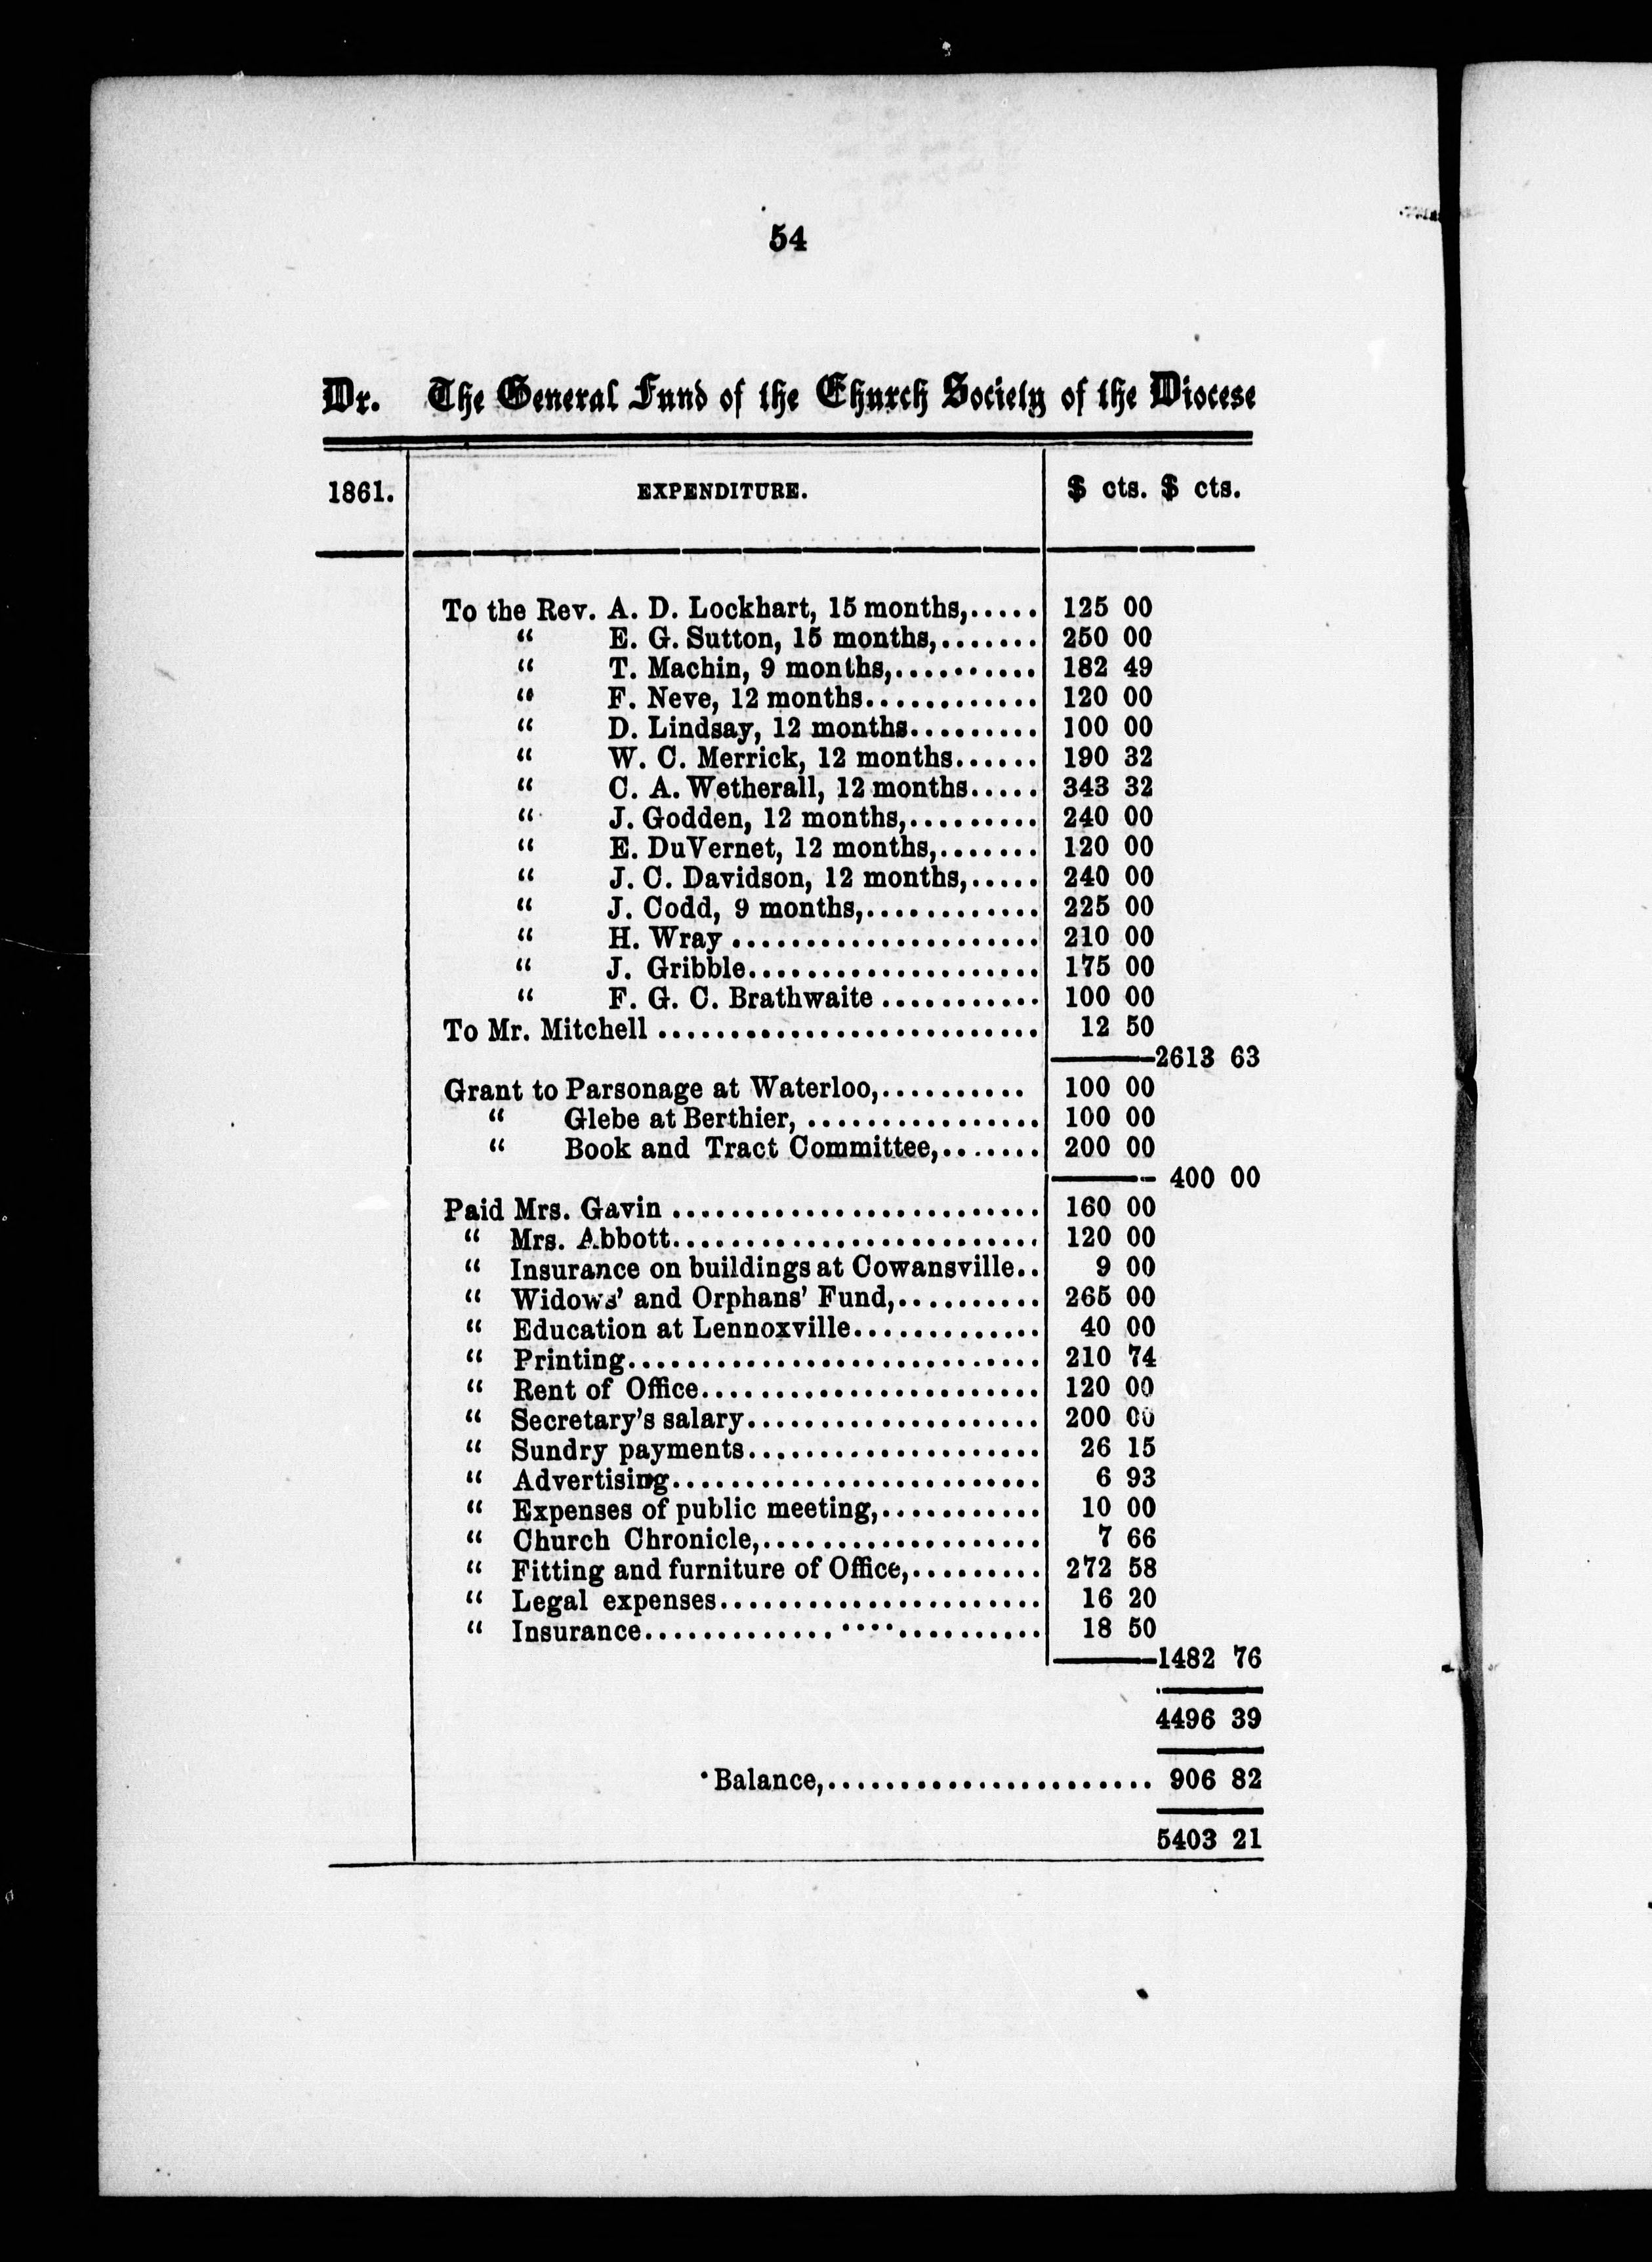 54
Dr. The General Fund of the Church Society of the Diocese
1861. EXPENDITURE. $ cts. $ cts.
To the Rev. A. D. Lockhart, 15 months,..... 125 00
“ E. G. Sutton, 15 months,....... 250 00
“ T. Machin, 9 months,.......... 182 49
“ F. Neve, 12 months............ 120 00
“ D. Lindsay, 12 months......... 100 00
“ W. C. Merrick, 12 months...... 190 32
“ C. A. Wetherall, 12 months..... 343 32
“ J. Godden, 12 months,......... 240 00
“ E. DuVernet, 12 months,....... 120 00
“ J. C. Davidson, 12 months,..... 240 00
“ J. Codd, 9 months,............ 225 00
“ H. Wray ..................... 210 00
“ J. Gribble.................... 175 00
“ F. G. C. Brathwaite ........... 100 00
To Mr. Mitchell .......................... 12 50
2613 63
Grant to Parsonage at Waterloo,.......... 100 00
“ Glebe at Berthier, ................ 100 00
“ Book and Tract Committee,....... 200 00
400 00
Paid Mrs. Gavin ......................... 160 00
“ Mrs. Abbott......................... 120 00
“ Insurance on buildings at Cowansville.. 9 00
“ Widows' and Orphans' Fund,.......... 265 00
“ Education at Lennoxville............. 40 00
“ Printing............................ 210 74
“ Rent of Office....................... 120 00
“ Secretary's salary.................... 200 00
“ Sundry payments.................... 26 15
“ Advertising......................... 6 93
“ Expenses of public meeting,........... 10 00
“ Church Chronicle,................... 7 66
“ Fitting and furniture of Office,......... 272 58
“ Legal expenses...................... 16 20
“ Insurance........................... 18 50
1482 76
4496 39
Balance,...................... 906 82
5403 21